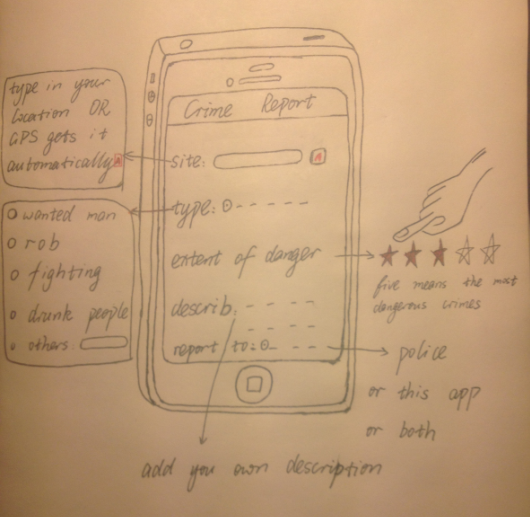 type in your
location OR
GPS gets it
automatically A
Crime Report
site: A
type:
extent of danger
describ:
report to:
wanted man
rob
fighting
drunk people
others
five means the most
dangerous crimes
police
or this app
or both
add you own description